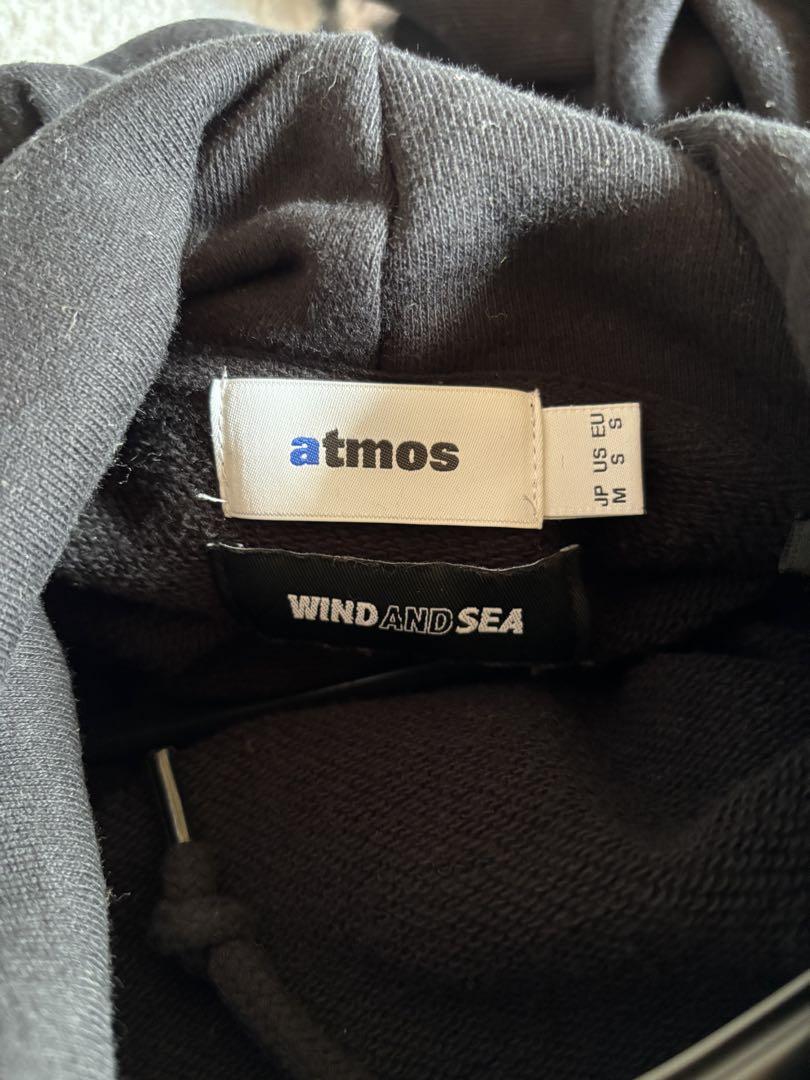 atmos
JP US EU
M S S
WIND AND SEA